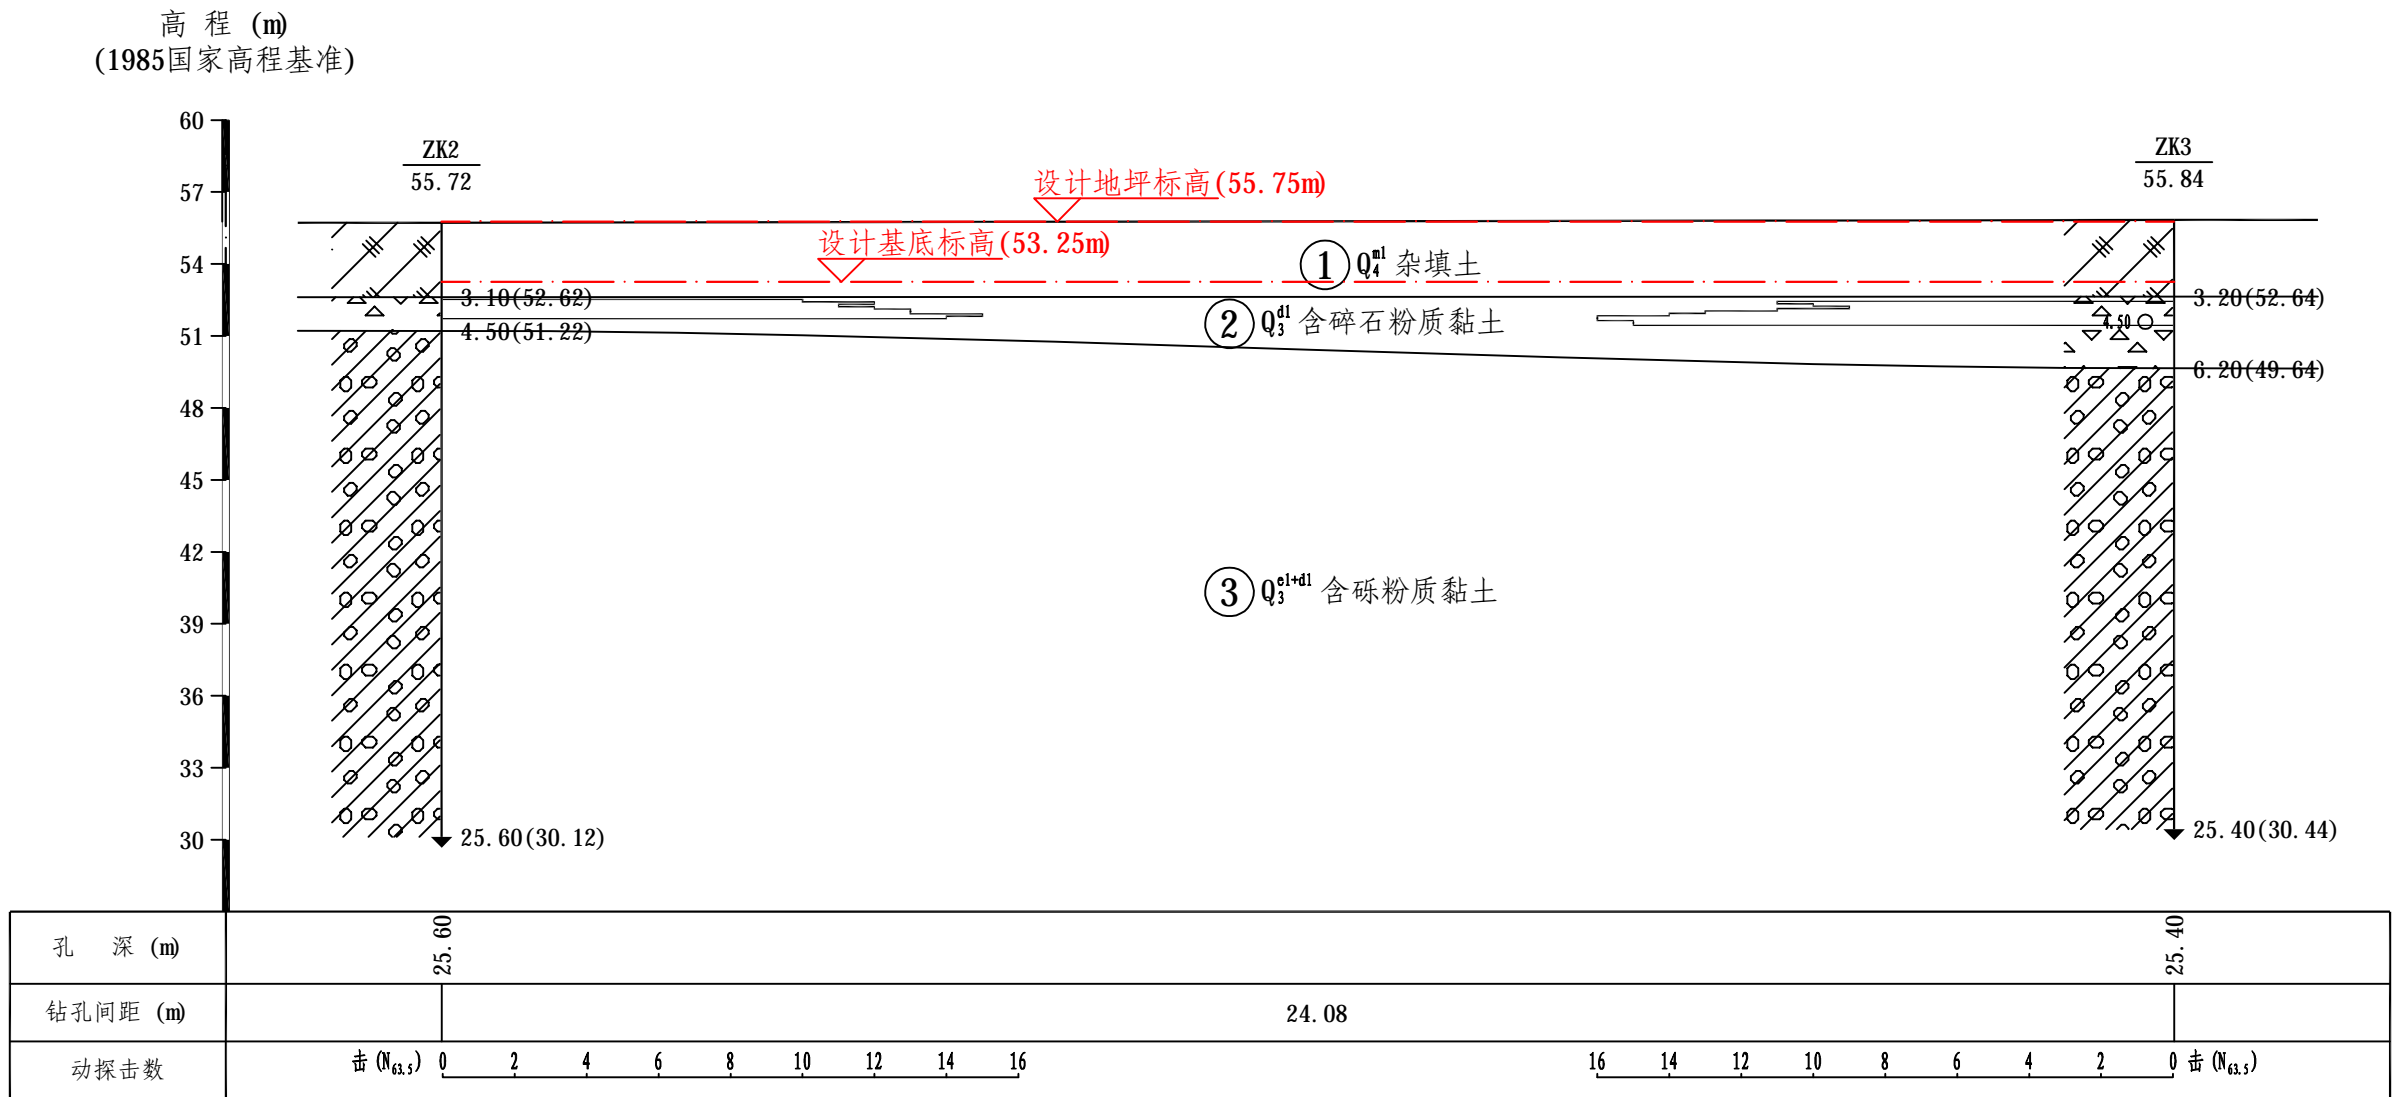 高 程 (m)
(1985国家高程基准)
60
57
54
51
48
45
42
39
36
33
30
ZK2
55.72
ZK3
55.84
设计地坪标高(55.75m)
设计基底标高(53.25m)
① Q₄ᵐˡ 杂填土
3.10(52.62)
3.20(52.64)
② Q₃ᵈˡ 含碎石粉质黏土
4.50
4.50(51.22)
6.20(49.64)
③ Q₃ᵉˡ⁺ᵈˡ 含砾粉质黏土
25.60(30.12)
25.40(30.44)
孔 深 (m) 25.60 25.40
钻孔间距 (m) 24.08
动探击数 击(N63.5) 0 2 4 6 8 10 12 14 16 16 14 12 10 8 6 4 2 0 击(N63.5)